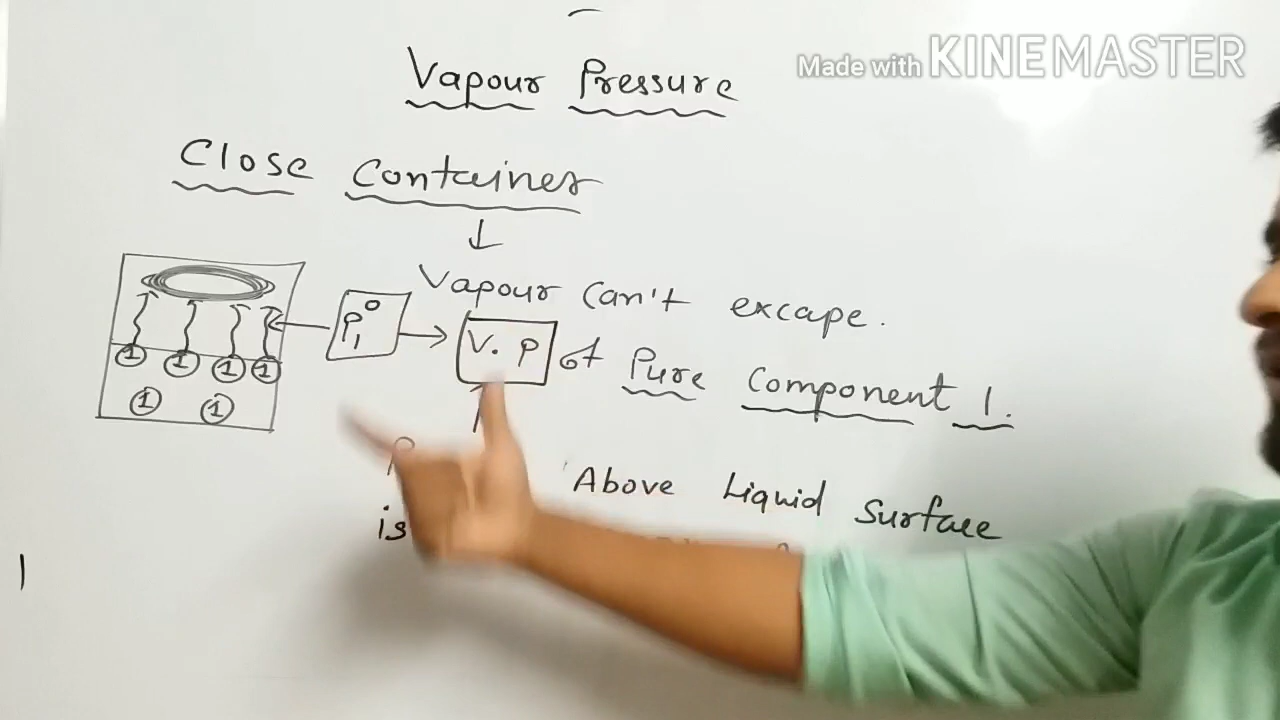 Made with KINEMASTER
Vapour Pressure
Close Container
↓
Vapour Can't excape.
P₁⁰ → V. P of Pure Component 1.
1 1 1 1
1 1
Above Liquid Surface
is